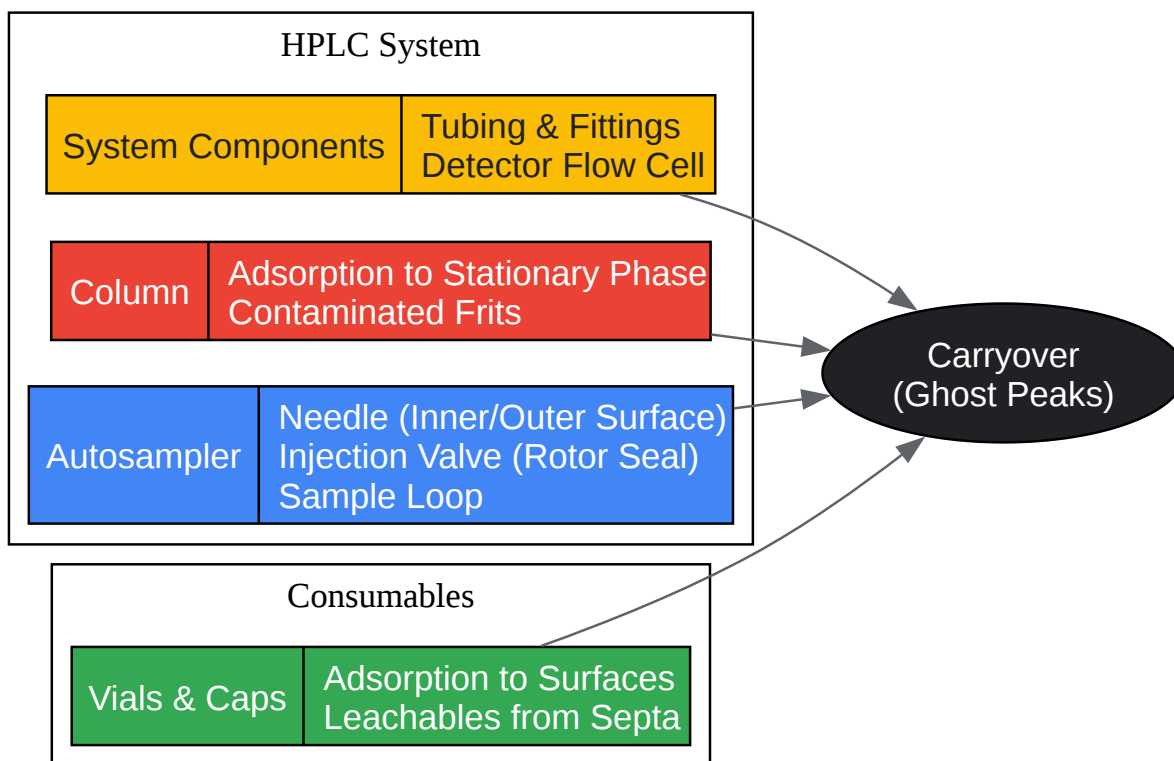 HPLC System
System Components
Tubing & Fittings
Detector Flow Cell
Column
Adsorption to Stationary Phase
Contaminated Frits
Autosampler
Needle (Inner/Outer Surface)
Injection Valve (Rotor Seal)
Sample Loop
Carryover
(Ghost Peaks)
Consumables
Vials & Caps
Adsorption to Surfaces
Leachables from Septa